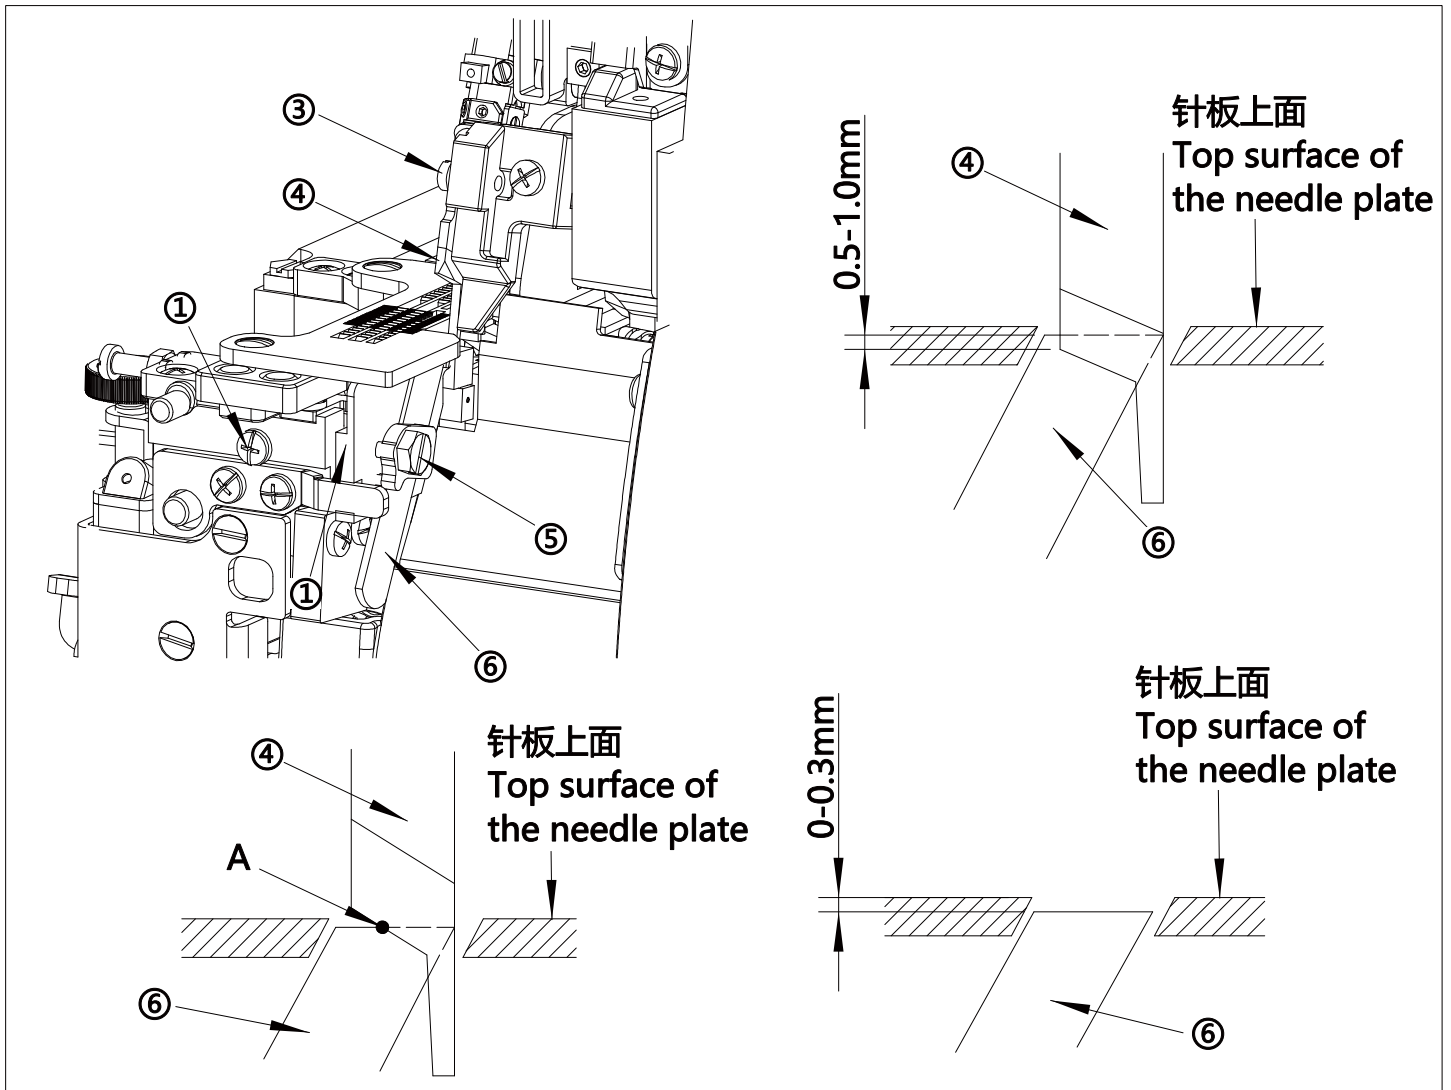 ③
④
①
①
①
⑤
⑥
0.5-1.0mm
④
针板上面
Top surface of
the needle plate
⑥
④
针板上面
Top surface of
the needle plate
A
⑥
0-0.3mm
针板上面
Top surface of
the needle plate
⑥